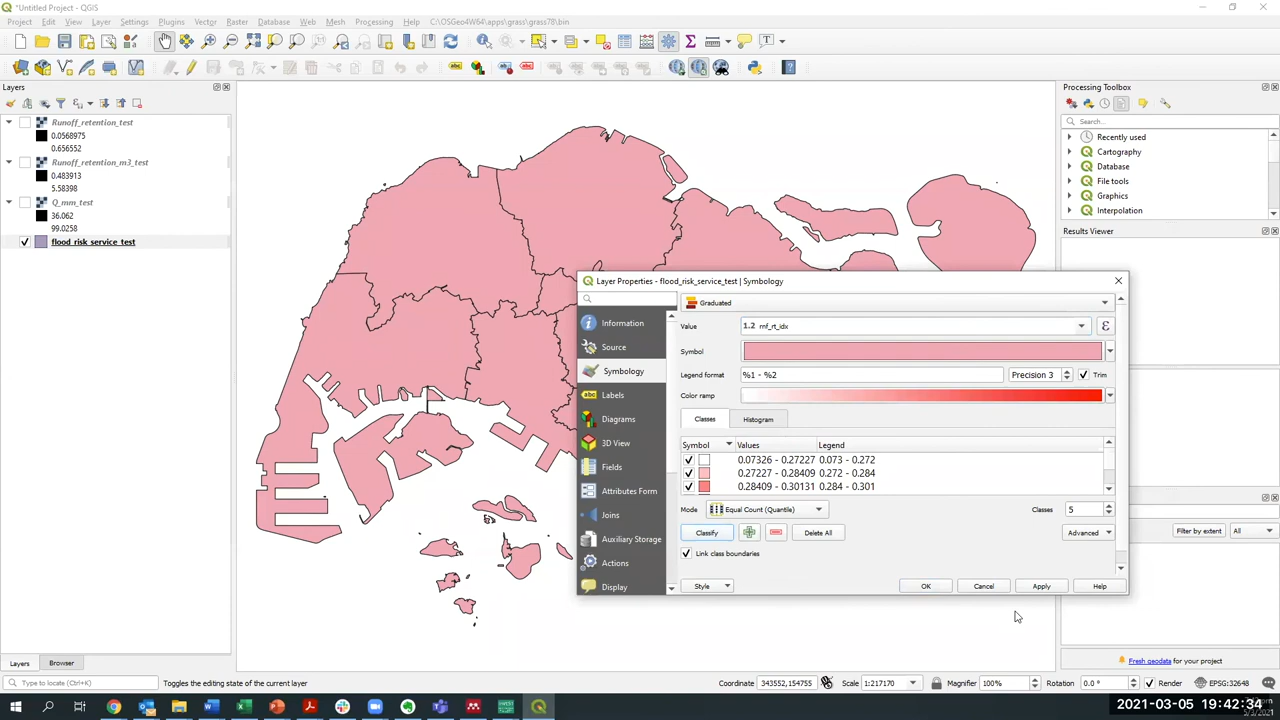 *Untitled Project - QGIS
Project Edit View Layer Settings Plugins Vector Raster Database Web Mesh Processing Help C:\OSGeo4W64\apps\grass\grass78\bin
Layers
Processing Toolbox
Search...
Runoff_retention_test
0.0568975
0.656552
Runoff_retention_m3_test
0.483913
5.58398
Q_mm_test
36.062
99.0258
flood_risk_service_test
Recently used
Cartography
Database
File tools
Graphics
Interpolation
Results Viewer
Layer Properties - flood_risk_service_test | Symbology
Information
Source
Symbology
Labels
Diagrams
3D View
Fields
Attributes Form
Joins
Auxiliary Storage
Actions
Display
Graduated
Value 1.2 rnf_rt_idx
Symbol
Legend format %1 - %2 Precision 3 Trim
Color ramp
Classes Histogram
Symbol Values Legend
0.07326 - 0.27227 0.073 - 0.272
0.27227 - 0.28409 0.272 - 0.284
0.28409 - 0.30131 0.284 - 0.301
Mode Equal Count (Quantile) Classes 5
Classify Delete All Advanced
Link class boundaries
Style OK Cancel Apply Help
Filter by extent All
Fresh geodata for your project
Layers Browser
Type to locate (Ctrl+K) Toggles the editing state of the current layer Coordinate 343552,154755 Scale 1:217170 Magnifier 100% Rotation 0.0 ° Render EPSG:32648
2021-03-05 19:42:34